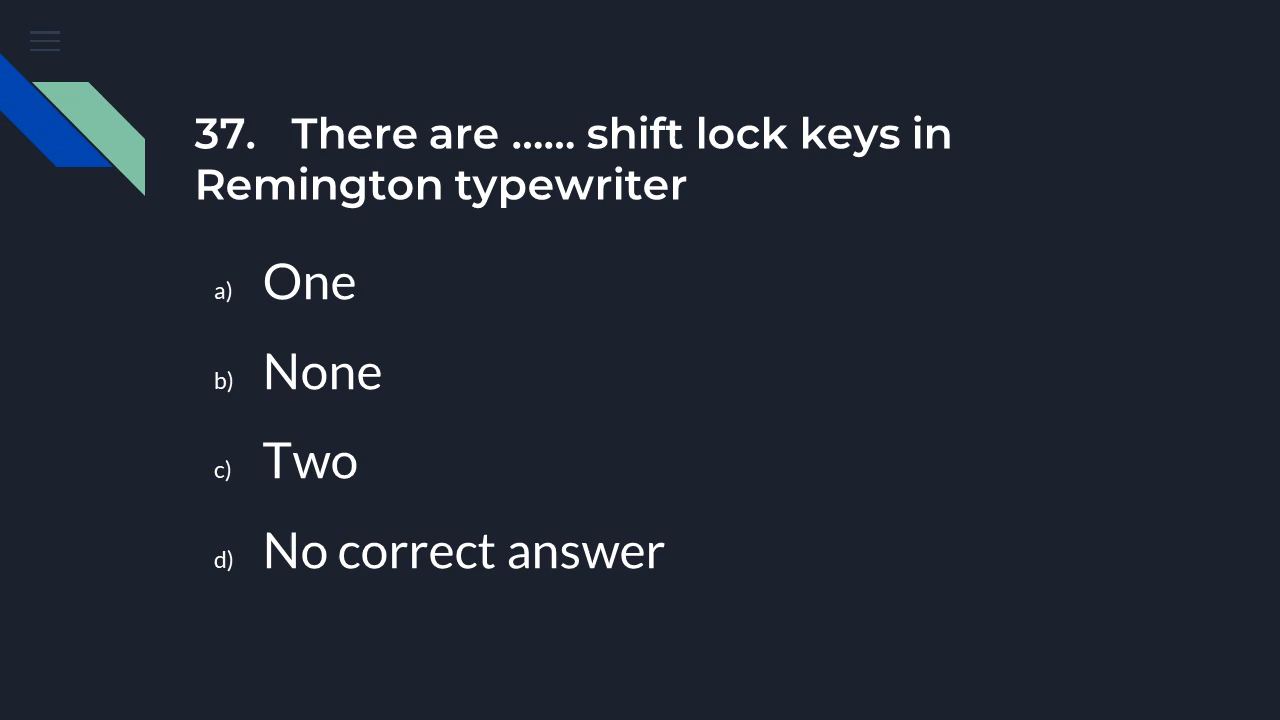 37. There are ...... shift lock keys in
Remington typewriter
a) One
b) None
c) Two
d) No correct answer